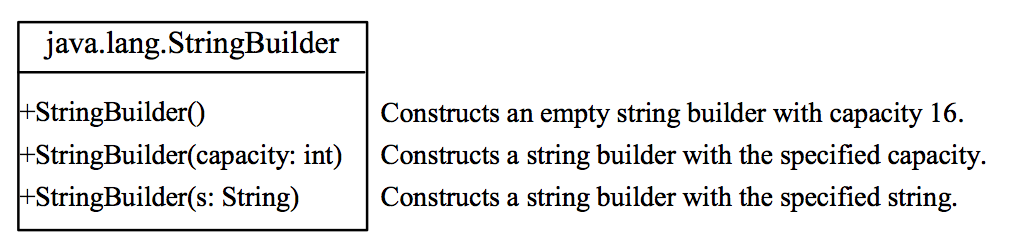 java.lang.StringBuilder
+StringBuilder() Constructs an empty string builder with capacity 16.
+StringBuilder(capacity: int) Constructs a string builder with the specified capacity.
+StringBuilder(s: String) Constructs a string builder with the specified string.